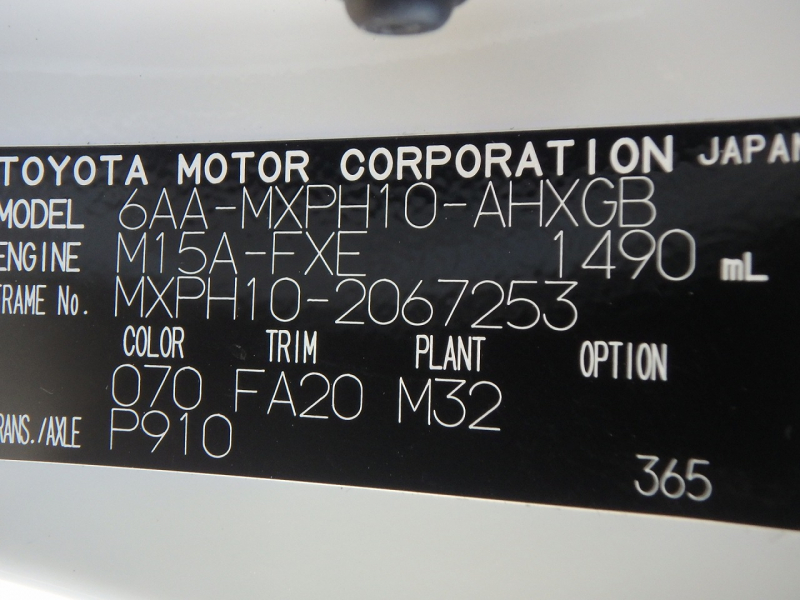 TOYOTA MOTOR CORPORATION JAPAN
MODEL 6AA-MXPH10-AHXGB
ENGINE M15A-FXE 1490 mL
FRAME No. MXPH10-2067253
COLOR TRIM PLANT OPTION
070 FA20 M32
TRANS./AXLE P910
365